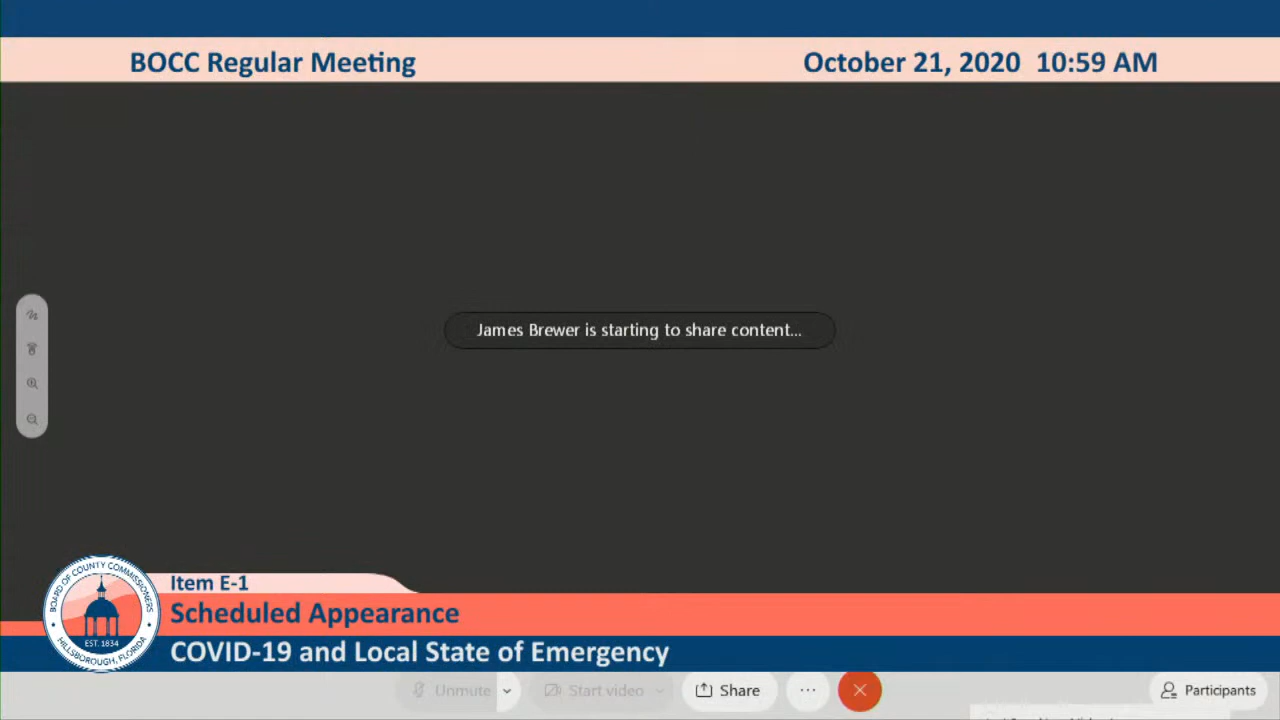 BOCC Regular Meeting
October 21, 2020 10:59 AM
James Brewer is starting to share content...
Item E-1
Scheduled Appearance
COVID-19 and Local State of Emergency
BOARD OF COUNTY COMMISSIONERS
EST. 1834
HILLSBOROUGH, FLORIDA
Unmute
Start video
Share
Participants